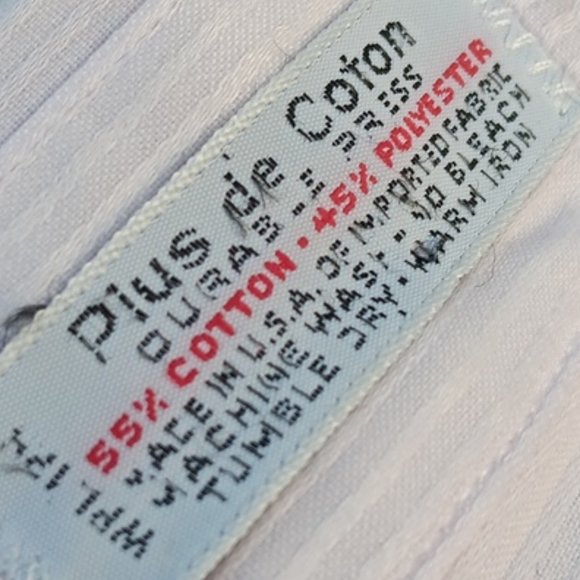 Plus de Coton
DURABLE PRESS
55% COTTON • 45% POLYESTER
MADE IN U.S.A. OF IMPORTED FABRIC
MACHINE WASH • NO BLEACH
TUMBLE DRY • WARM IRON
WPL